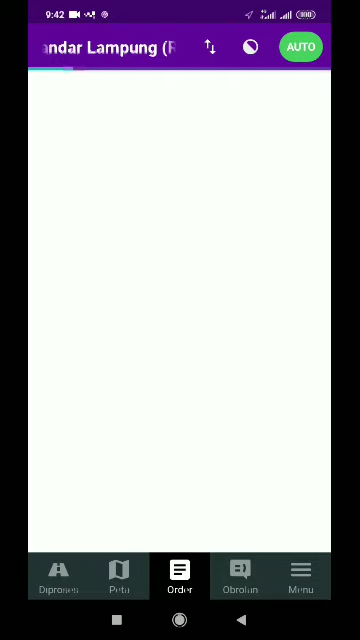 9:42
andar Lampung (R
AUTO
Diproses
Peta
Order
Obrolan
Menu